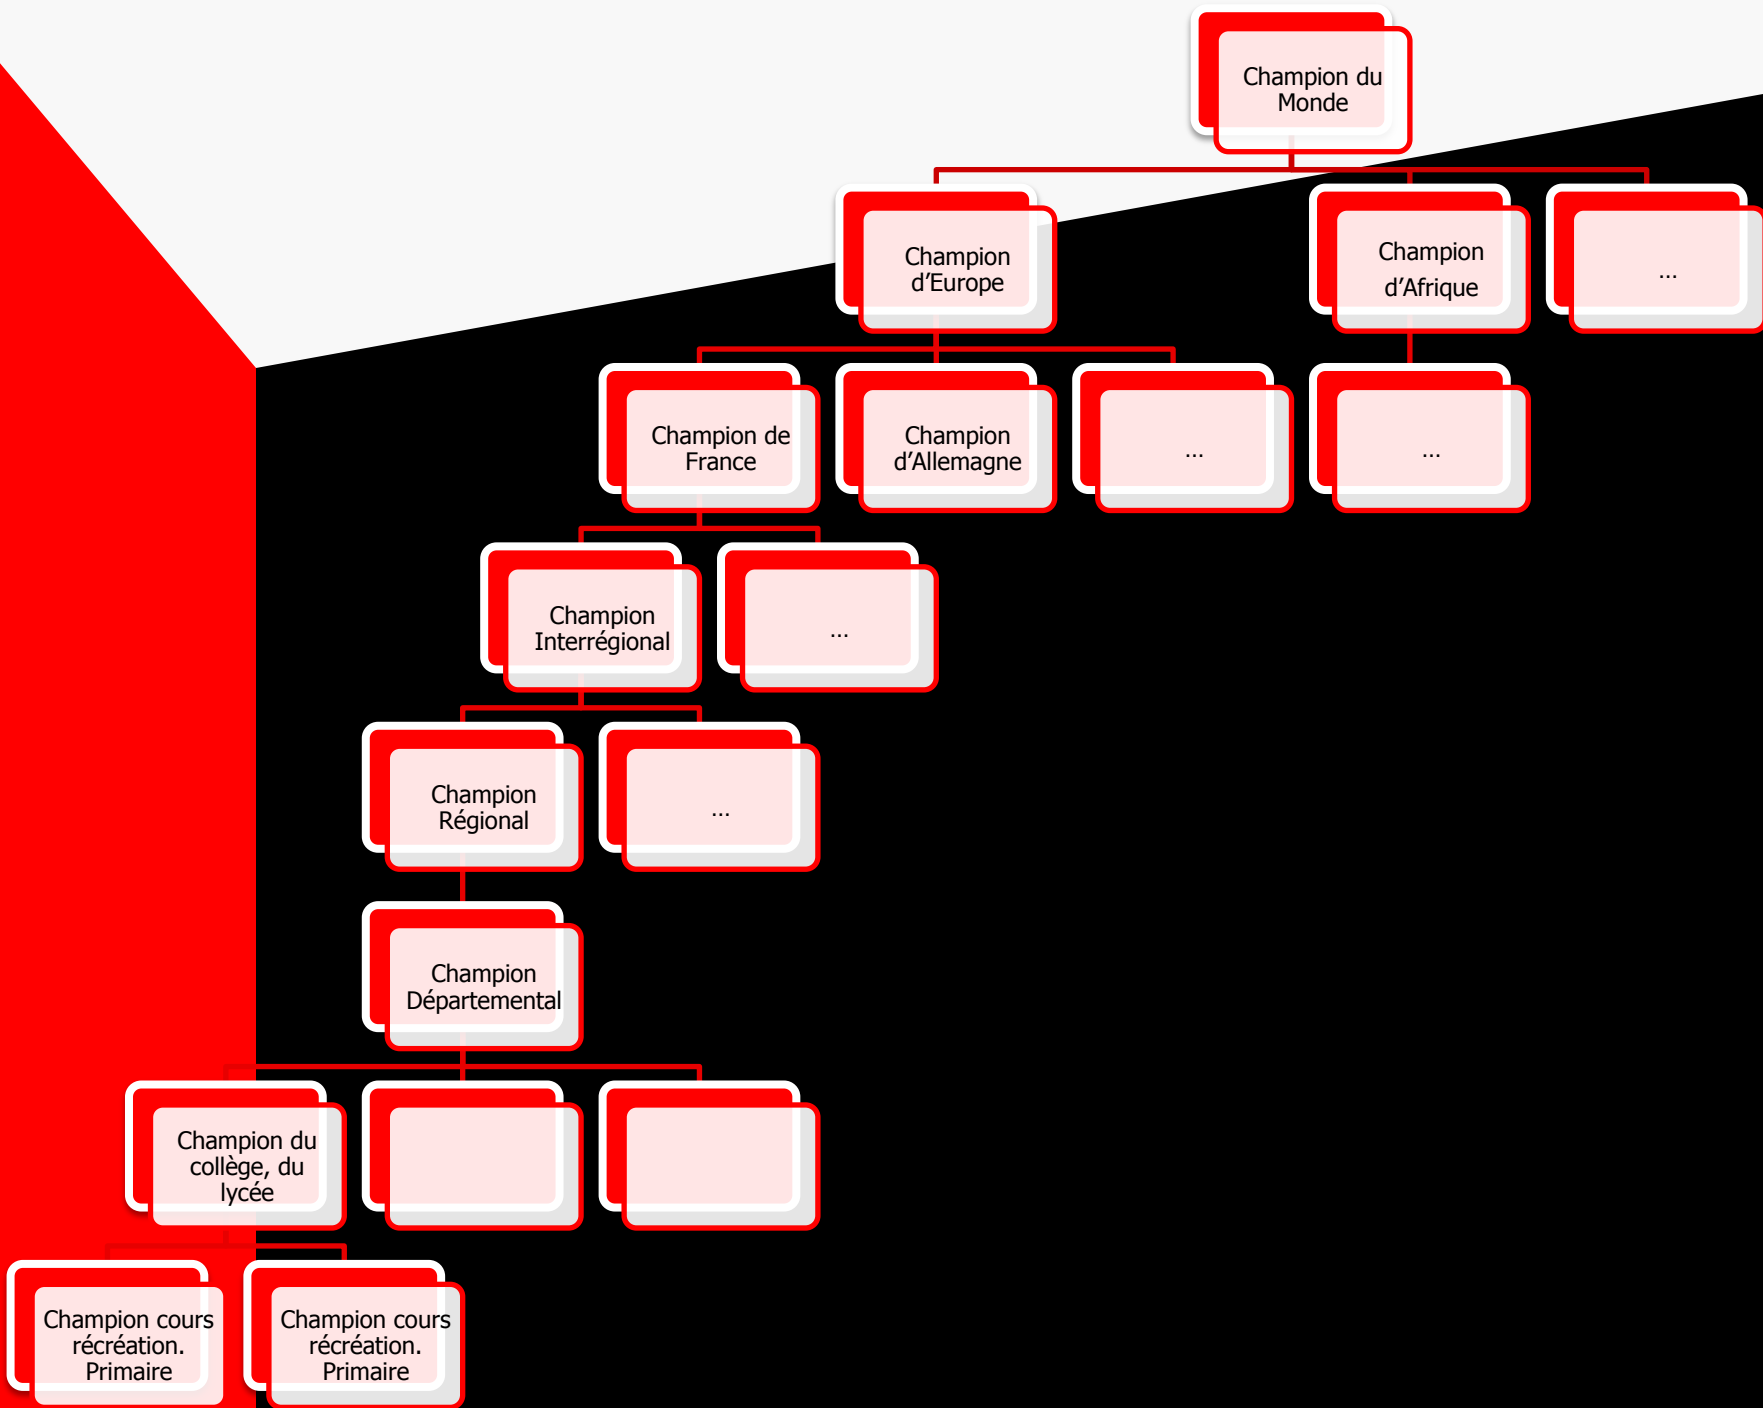 Champion du
Monde
Champion
d’Europe
Champion
d’Afrique
...
Champion de
France
Champion
d’Allemagne
...
...
Champion
Interrégional
...
Champion
Régional
...
Champion
Départemental
Champion du
collège, du
lycée
Champion cours
récréation.
Primaire
Champion cours
récréation.
Primaire